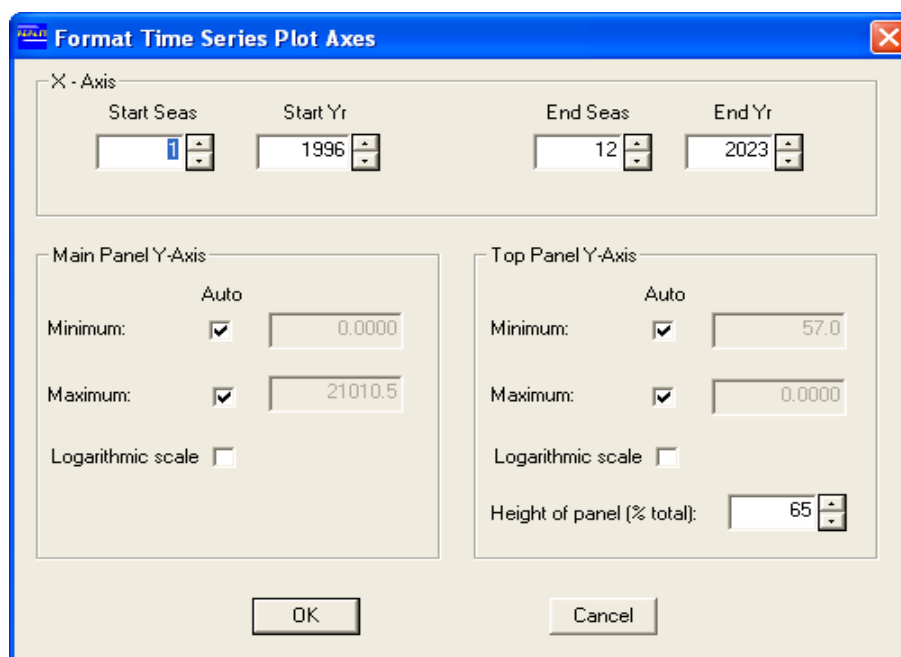 Format Time Series Plot Axes
X - Axis
Start Seas Start Yr End Seas End Yr
1 1996 12 2023
Main Panel Y-Axis
Auto
Minimum: 0.0000
Maximum: 21010.5
Logarithmic scale
Top Panel Y-Axis
Auto
Minimum: 57.0
Maximum: 0.0000
Logarithmic scale
Height of panel (% total): 65
OK Cancel